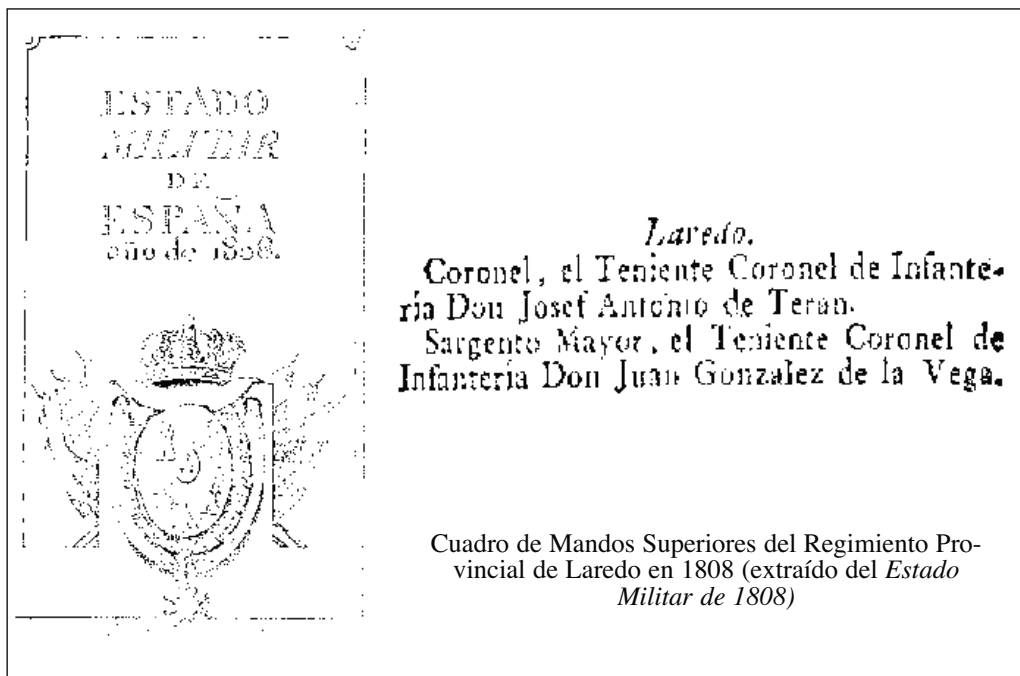 ESTADO
MILITAR
DE
ESPAÑA
año de 1808.
Laredo.
Coronel, el Teniente Coronel de Infante-
ria Don Josef Antonio de Teran.
Sargento Mayor, el Teniente Coronel de
Infanteria Don Juan Gonzalez de la Vega.
Cuadro de Mandos Superiores del Regimiento Pro-
vincial de Laredo en 1808 (extraído del Estado
Militar de 1808)